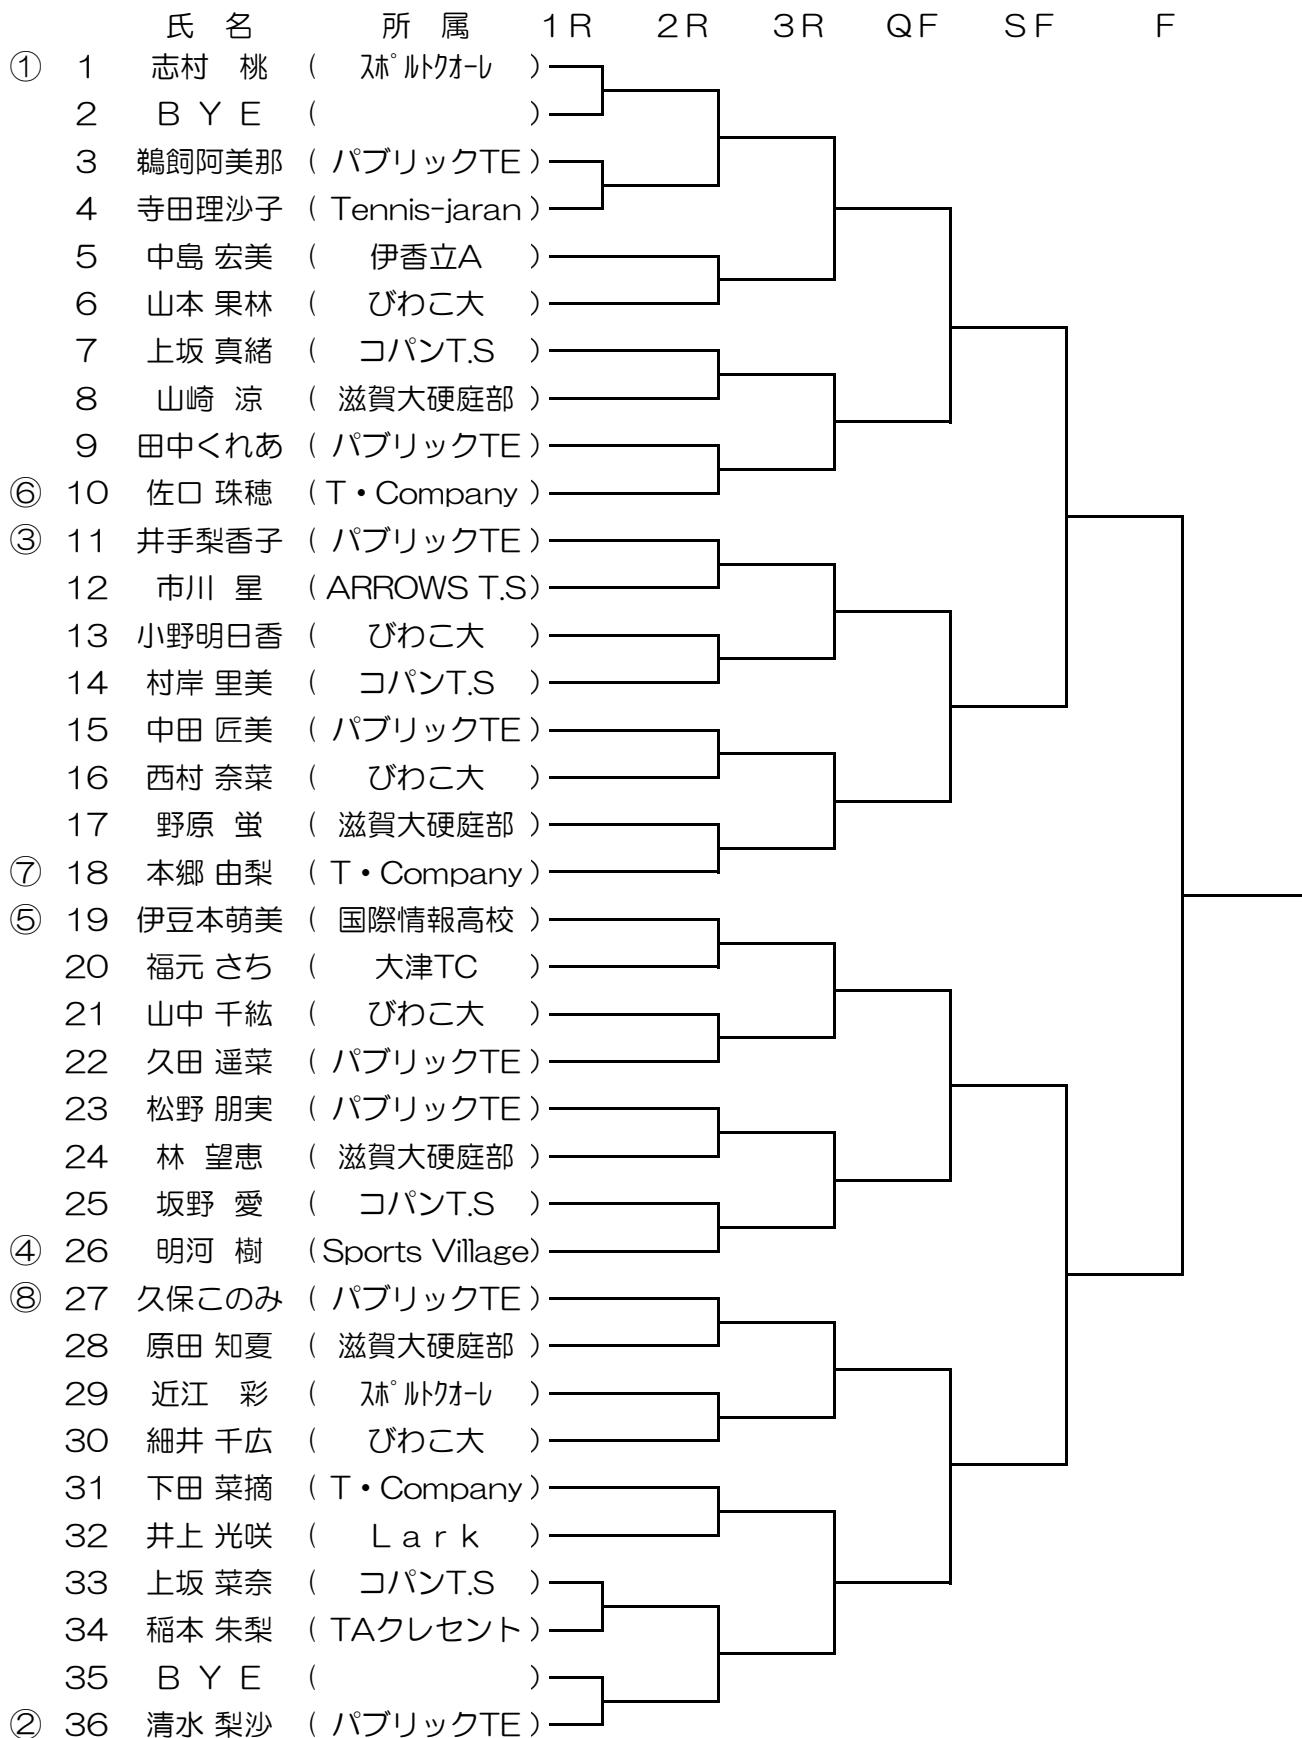 氏 名 所 属 1R 2R 3R QF SF F
① 1 志村 桃 ( ｽﾎﾟﾙﾄｸｵｰﾚ )
2 B Y E ( )
3 鵜飼阿美那 ( パブリックTE )
4 寺田理沙子 ( Tennis-jaran )
5 中島 宏美 ( 伊香立A )
6 山本 果林 ( びわこ大 )
7 上坂 真緒 ( コパンT.S )
8 山崎 涼 ( 滋賀大硬庭部 )
9 田中くれあ ( パブリックTE )
⑥ 10 佐口 珠穂 ( T・Company )
③ 11 井手梨香子 ( パブリックTE )
12 市川 星 ( ARROWS T.S )
13 小野明日香 ( びわこ大 )
14 村岸 里美 ( コパンT.S )
15 中田 匠美 ( パブリックTE )
16 西村 奈菜 ( びわこ大 )
17 野原 蛍 ( 滋賀大硬庭部 )
⑦ 18 本郷 由梨 ( T・Company )
⑤ 19 伊豆本萌美 ( 国際情報高校 )
20 福元 さち ( 大津TC )
21 山中 千紘 ( びわこ大 )
22 久田 遥菜 ( パブリックTE )
23 松野 朋実 ( パブリックTE )
24 林 望恵 ( 滋賀大硬庭部 )
25 坂野 愛 ( コパンT.S )
④ 26 明河 樹 ( Sports Village )
⑧ 27 久保このみ ( パブリックTE )
28 原田 知夏 ( 滋賀大硬庭部 )
29 近江 彩 ( ｽﾎﾟﾙﾄｸｵｰﾚ )
30 細井 千広 ( びわこ大 )
31 下田 菜摘 ( T・Company )
32 井上 光咲 ( Ｌａｒｋ )
33 上坂 菜奈 ( コパンT.S )
34 稲本 朱梨 ( TAクレセント )
35 B Y E ( )
② 36 清水 梨沙 ( パブリックTE )